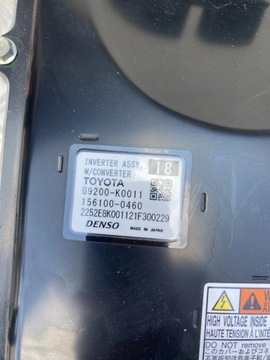 INVERTER ASSY, 18
W/CONVERTER
TOYOTA
G9200-K0011
156100-0460
2252E8K001121F300229
DENSO MADE IN JAPAN
HIGH VOLTAGE INSIDE
HAUTE TENSION À L'INT
DO NOT remove